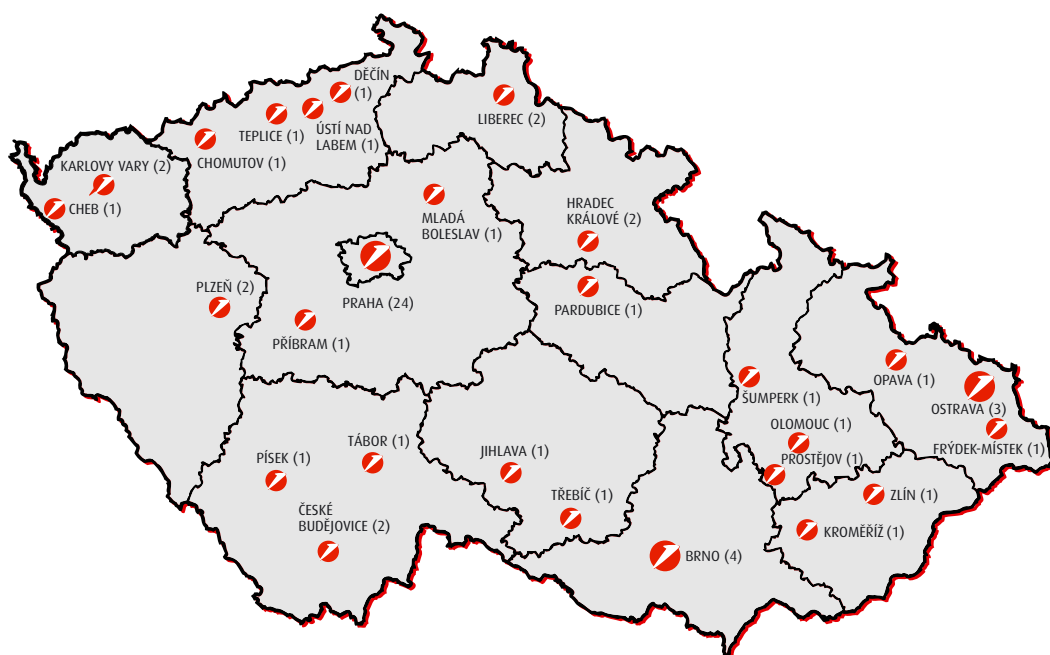 DĚČÍN
(1)
LIBEREC (2)
TEPLICE (1)
ÚSTÍ NAD
LABEM (1)
CHOMUTOV (1)
KARLOVY VARY (2)
CHEB (1)
MLADÁ
BOLESLAV (1)
HRADEC
KRÁLOVÉ (2)
PLZEŇ (2)
PRAHA (24)
PARDUBICE (1)
PŘÍBRAM (1)
OPAVA (1)
ŠUMPERK (1)
OSTRAVA (3)
OLOMOUC (1)
FRÝDEK-MÍSTEK (1)
TÁBOR (1)
JIHLAVA (1)
PÍSEK (1)
PROSTĚJOV (1)
TŘEBÍČ (1)
ZLÍN (1)
ČESKÉ
BUDĚJOVICE (2)
KROMĚŘÍŽ (1)
BRNO (4)